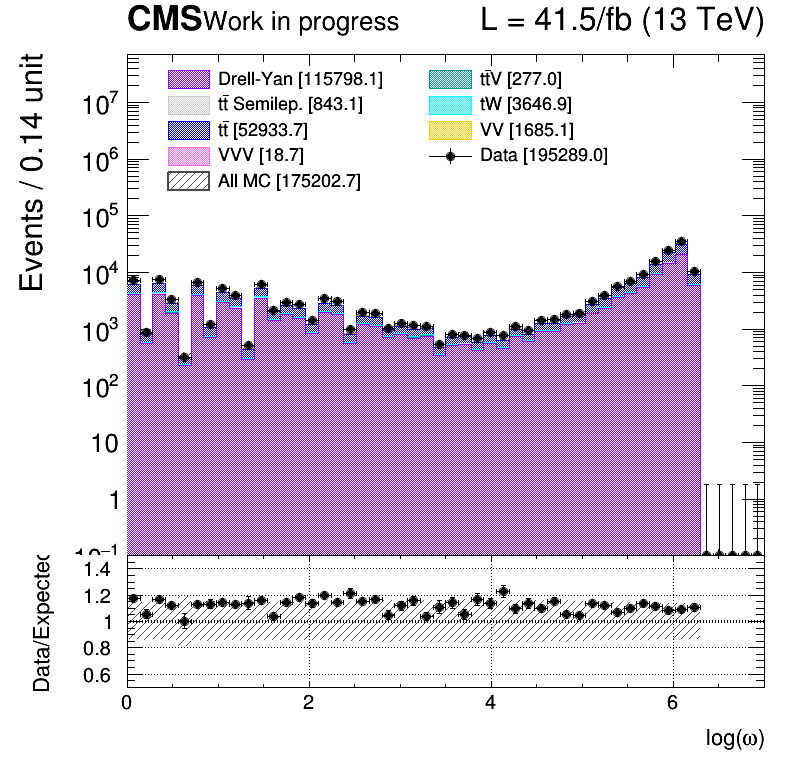 CMS Work in progress L = 41.5/fb (13 TeV)
Events / 0.14 unit
Drell-Yan [115798.1]
tt̄ Semilep. [843.1]
tt̄ [52933.7]
VVV [18.7]
All MC [175202.7]
tt̄V [277.0]
tW [3646.9]
VV [1685.1]
Data [195289.0]
10⁷
10⁶
10⁵
10⁴
10³
10²
10
1
10⁻¹
Data/Expected
1.4
1.2
1
0.8
0.6
0 2 4 6
log(ω)